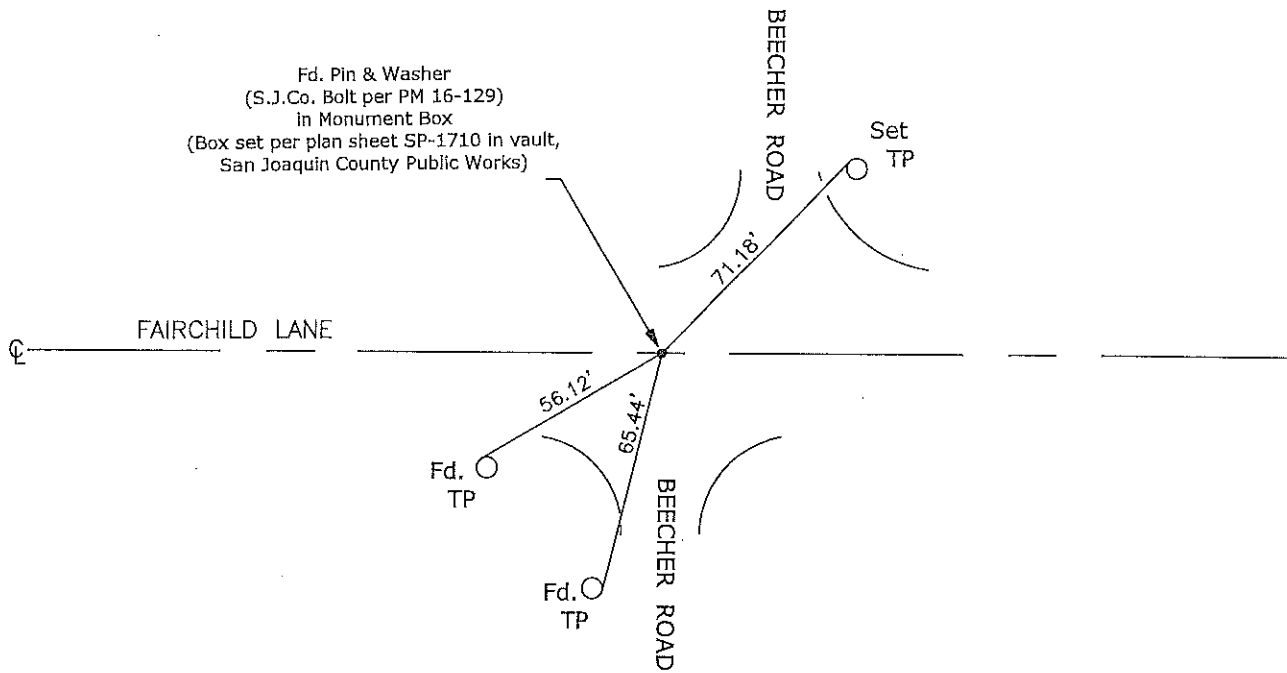 BEECHER ROAD
Fd. Pin & Washer
(S.J.Co. Bolt per PM 16-129)
in Monument Box
(Box set per plan sheet SP-1710 in vault,
San Joaquin County Public Works)
Set
TP
71.18'
FAIRCHILD LANE
℄
56.12'
65.44'
Fd.
TP
BEECHER ROAD
Fd.
TP